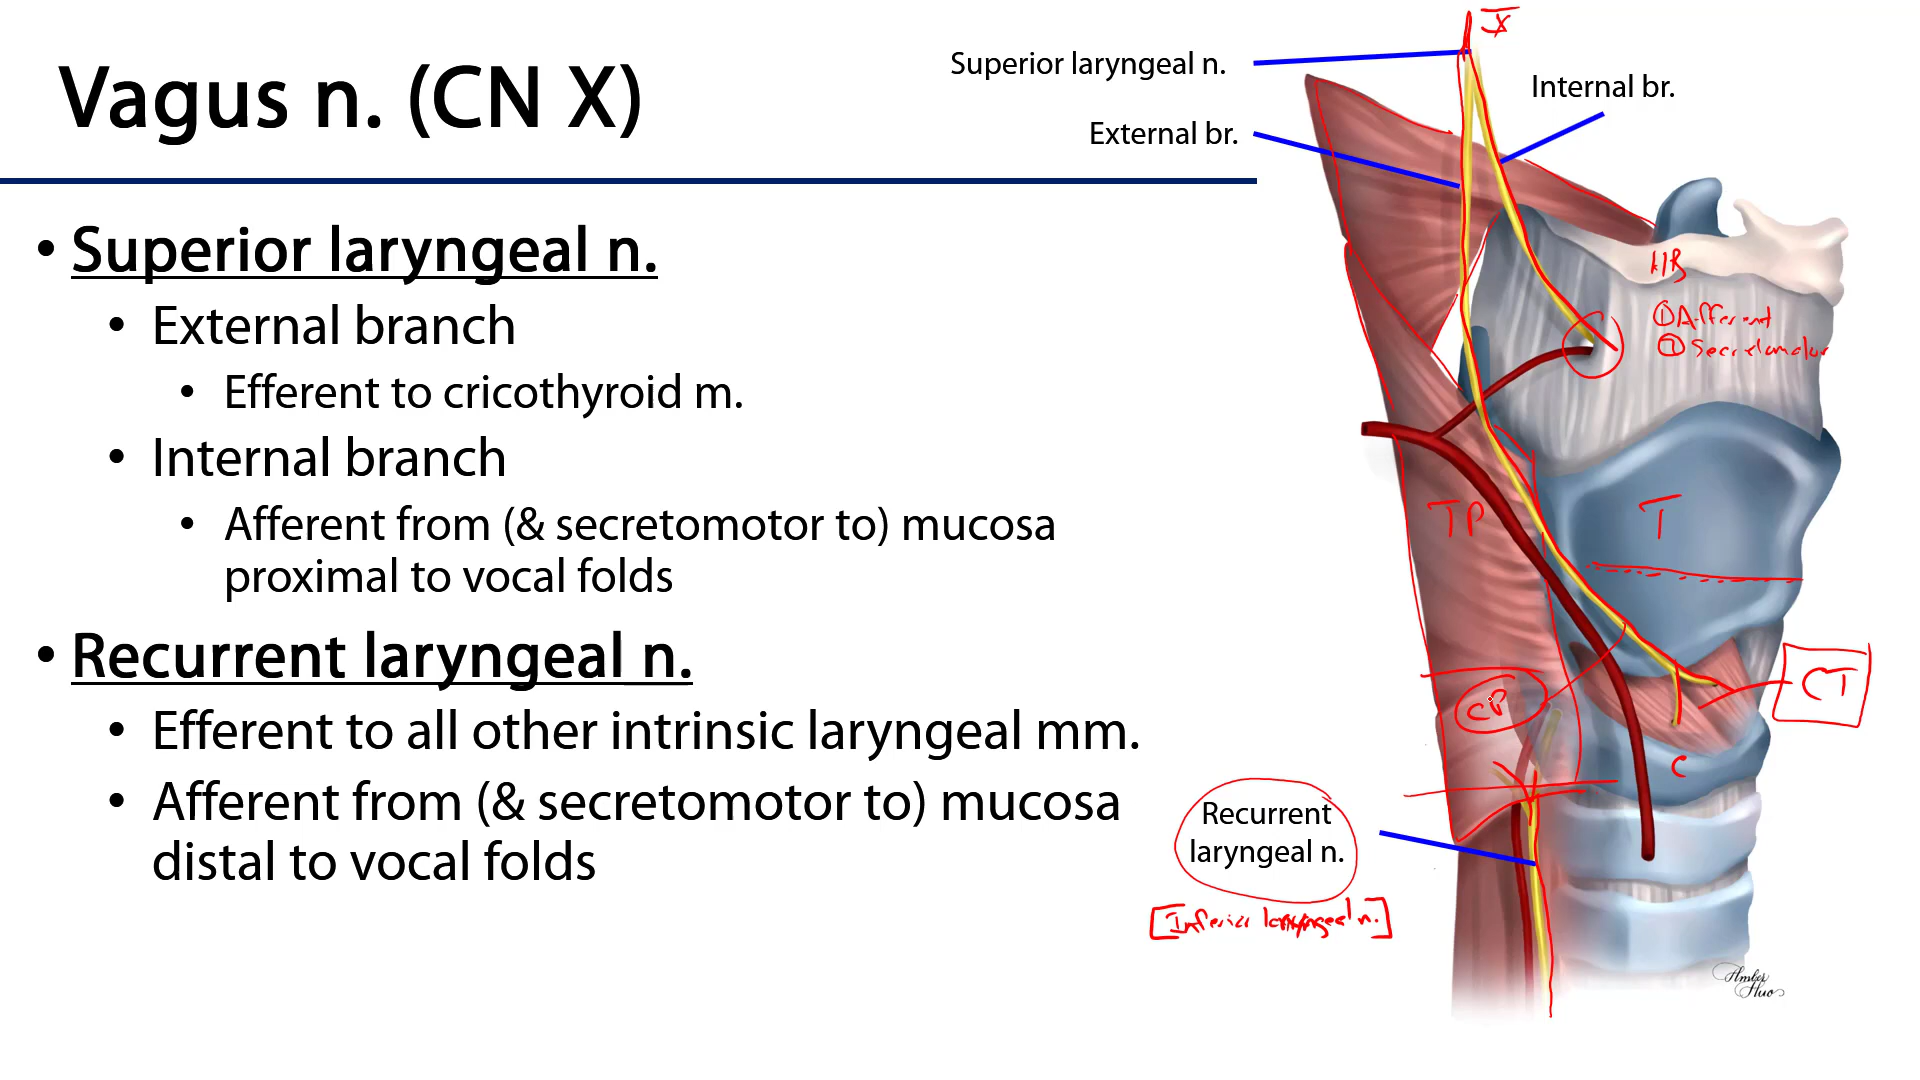 Vagus n. (CN X)
• Superior laryngeal n.
• External branch
• Efferent to cricothyroid m.
• Internal branch
• Afferent from (& secretomotor to) mucosa
proximal to vocal folds
• Recurrent laryngeal n.
• Efferent to all other intrinsic laryngeal mm.
• Afferent from (& secretomotor to) mucosa
distal to vocal folds
X
Superior laryngeal n.
Internal br.
External br.
HB
① Afferent
② Secretomotor
TP
T
CP
CT
C
Recurrent
laryngeal n.
[Inferior laryngeal n.]
Amber
Huo